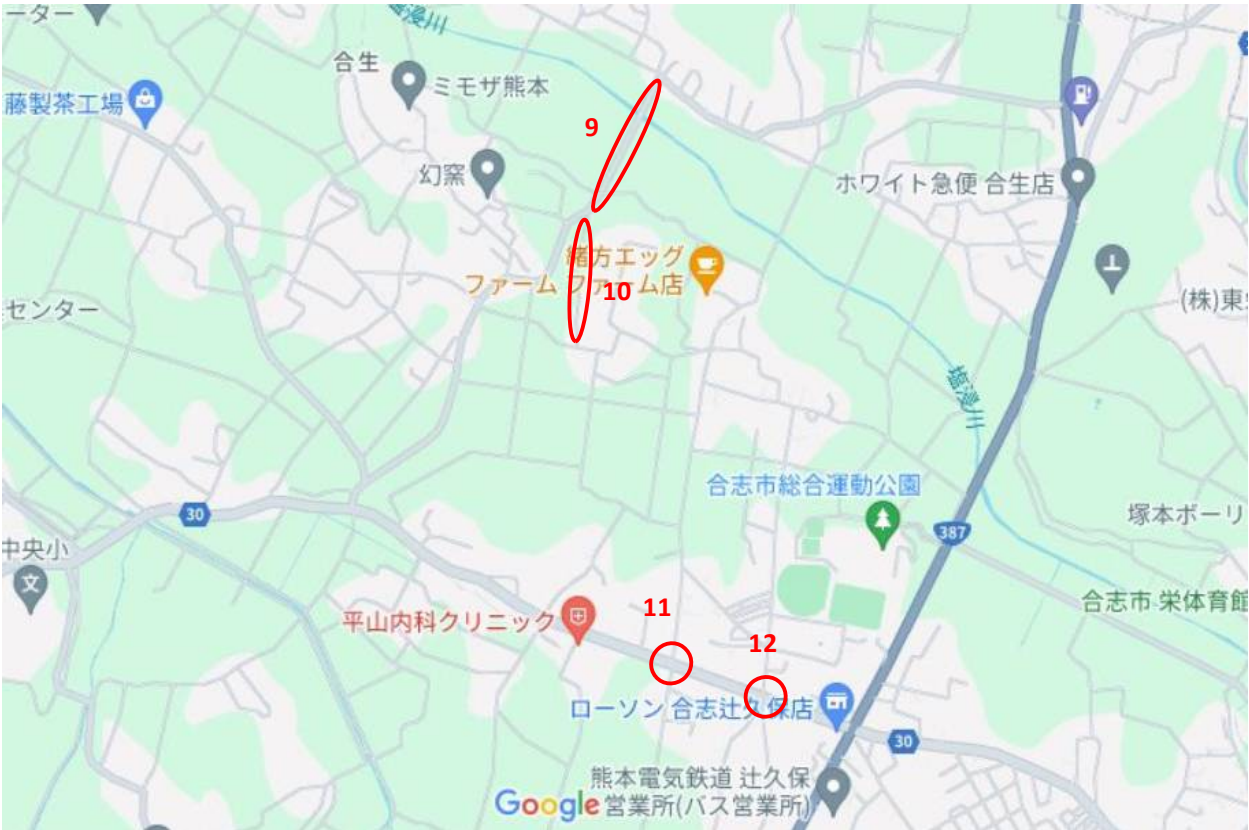 ーター
塩浸川
合生
ミモザ熊本
藤製茶工場
9
幻窯
ホワイト急便 合生店
緒方エッグ
ファーム ファーム店
10
(株)東
センター
塩浸川
合志市総合運動公園
30
387
塚本ボーリ
中央小
文
合志市 栄体育館
平山内科クリニック
11
12
ローソン 合志辻久保店
30
熊本電気鉄道 辻久保
営業所(バス営業所)
Google